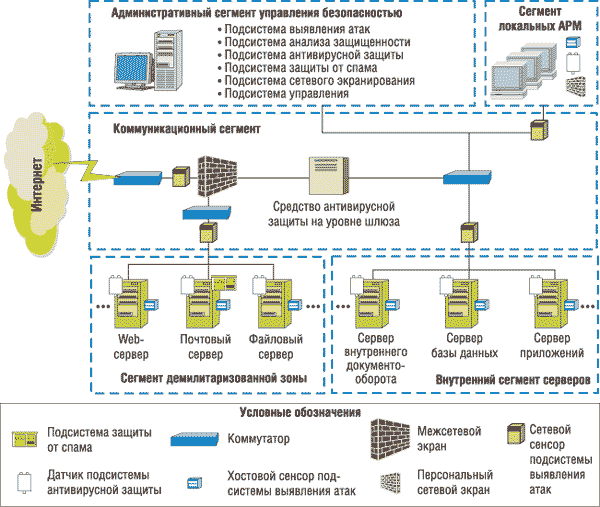 Административный сегмент управления безопасностью
• Подсистема выявления атак
• Подсистема анализа защищенности
• Подсистема антивирусной защиты
• Подсистема защиты от спама
• Подсистема сетевого экранирования
• Подсистема управления
Сегмент
локальных АРМ
Коммуникационный сегмент
Интернет
Средство антивирусной
защиты на уровне шлюза
Web-
сервер
Почтовый
сервер
Файловый
сервер
Сегмент демилитаризованной зоны
Сервер
внутреннего
документо-
оборота
Сервер
базы данных
Сервер
приложений
Внутренний сегмент серверов
Условные обозначения
Подсистема защиты
от спама
Коммутатор
Межсетевой
экран
Сетевой
сенсор
подсистемы
выявления
атак
Датчик подсистемы
антивирусной защиты
Хостовой сенсор под-
системы выявления атак
Персональный
сетевой экран